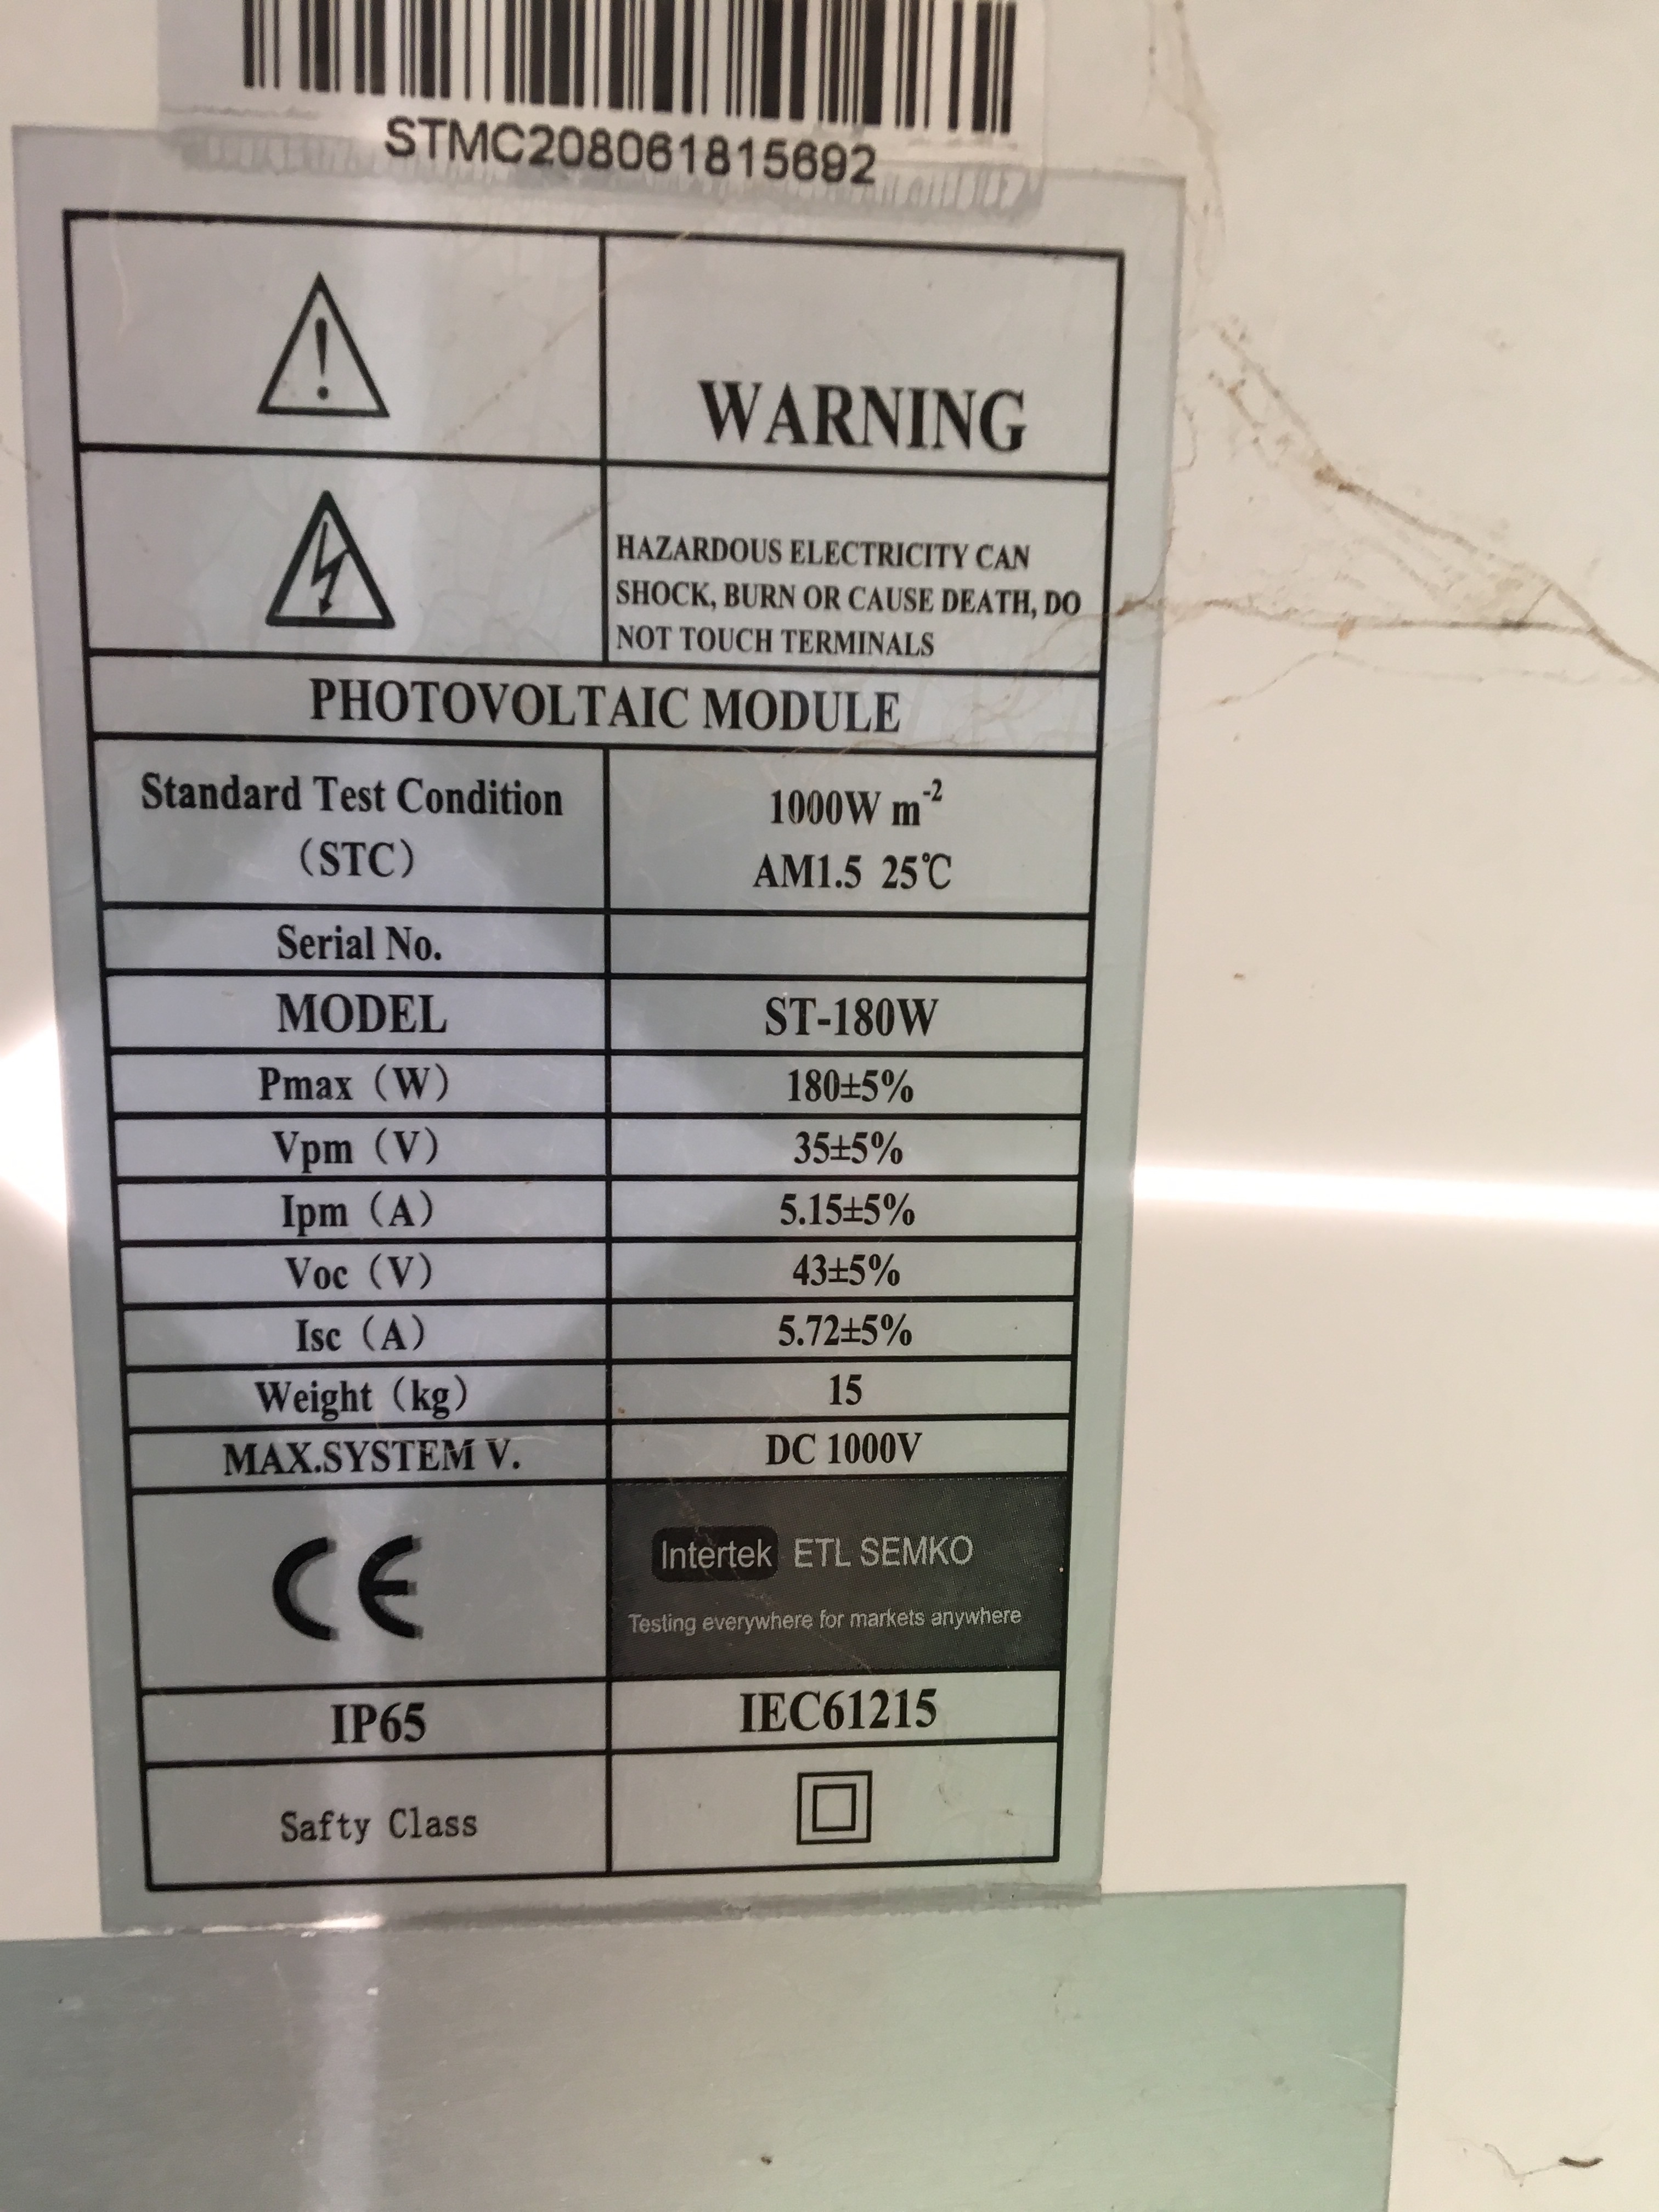 STMC208061815692
WARNING
HAZARDOUS ELECTRICITY CAN
SHOCK, BURN OR CAUSE DEATH, DO
NOT TOUCH TERMINALS
PHOTOVOLTAIC MODULE
Standard Test Condition
(STC)
1000W m⁻²
AM1.5 25℃
Serial No.
MODEL ST-180W
Pmax (W) 180±5%
Vpm (V) 35±5%
Ipm (A) 5.15±5%
Voc (V) 43±5%
Isc (A) 5.72±5%
Weight (kg) 15
MAX.SYSTEM V. DC 1000V
CE
Intertek ETL SEMKO
Testing everywhere for markets anywhere
IP65 IEC61215
Safty Class